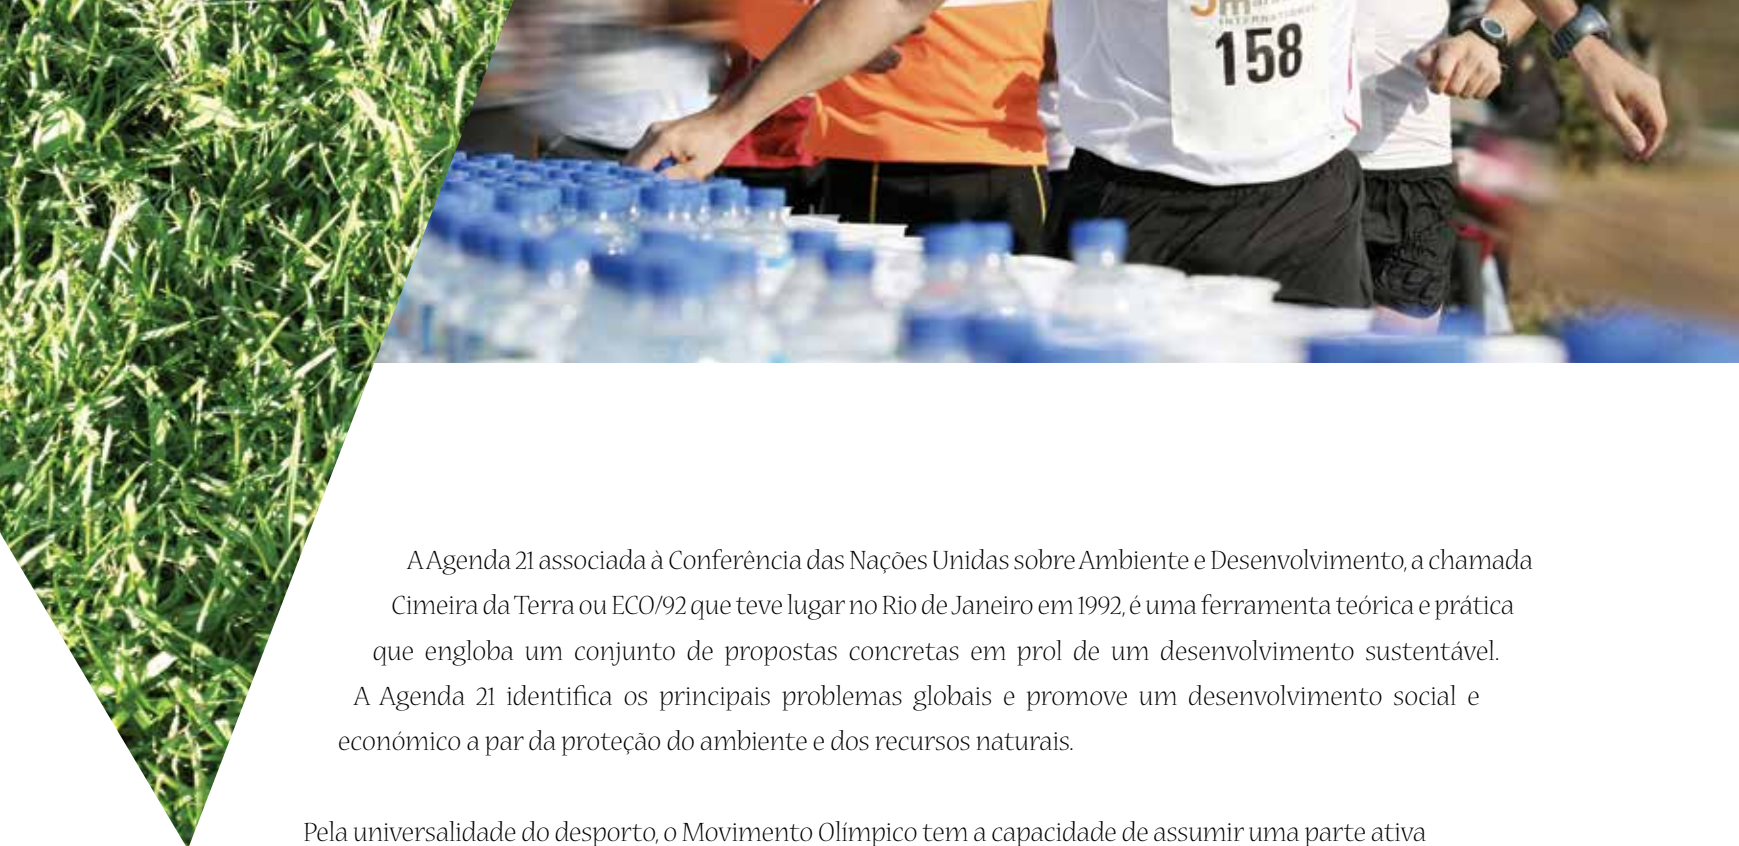 INTERNATIONAL
158
A Agenda 21 associada à Conferência das Nações Unidas sobre Ambiente e Desenvolvimento, a chamada
Cimeira da Terra ou ECO/92 que teve lugar no Rio de Janeiro em 1992, é uma ferramenta teórica e prática
que engloba um conjunto de propostas concretas em prol de um desenvolvimento sustentável.
A Agenda 21 identifica os principais problemas globais e promove um desenvolvimento social e
económico a par da proteção do ambiente e dos recursos naturais.
Pela universalidade do desporto, o Movimento Olímpico tem a capacidade de assumir uma parte ativa